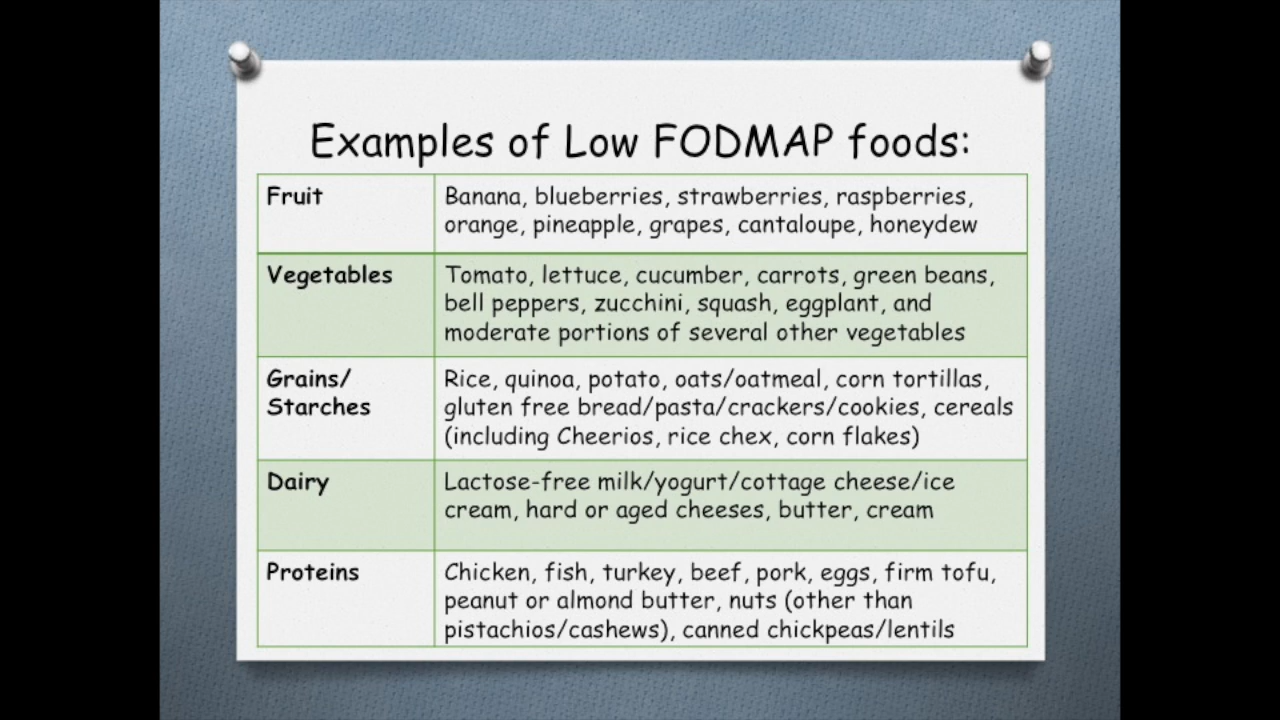 Examples of Low FODMAP foods:
Fruit
Banana, blueberries, strawberries, raspberries,
orange, pineapple, grapes, cantaloupe, honeydew
Vegetables
Tomato, lettuce, cucumber, carrots, green beans,
bell peppers, zucchini, squash, eggplant, and
moderate portions of several other vegetables
Grains/
Starches
Rice, quinoa, potato, oats/oatmeal, corn tortillas,
gluten free bread/pasta/crackers/cookies, cereals
(including Cheerios, rice chex, corn flakes)
Dairy
Lactose-free milk/yogurt/cottage cheese/ice
cream, hard or aged cheeses, butter, cream
Proteins
Chicken, fish, turkey, beef, pork, eggs, firm tofu,
peanut or almond butter, nuts (other than
pistachios/cashews), canned chickpeas/lentils